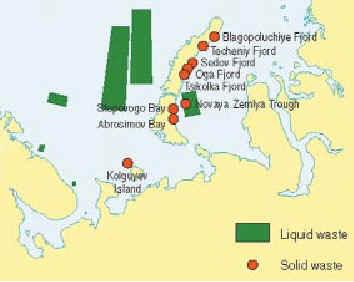 Blagopoluchiye Fjord
Techeniy Fjord
Sedov Fjord
Oga Fjord
Tsivolka Fjord
Stepovogo Bay
Novaya Zemlya Trough
Abrosimov Bay
Kolguyev
Island
Liquid waste
Solid waste